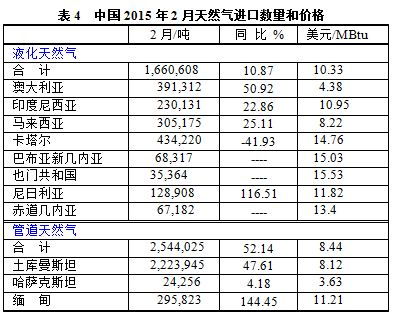 表 4 中国 2015 年 2 月天然气进口数量和价格
2 月/吨 同 比 % 美元/MBtu
液化天然气
合 计 1,660,608 10.87 10.33
澳大利亚 391,312 50.92 4.38
印度尼西亚 230,131 22.86 10.95
马来西亚 305,175 25.11 8.22
卡塔尔 434,220 -41.93 14.76
巴布亚新几内亚 68,317 ---- 15.03
也门共和国 35,364 ---- 15.53
尼日利亚 128,908 116.51 11.82
赤道几内亚 67,182 ---- 13.4
管道天然气
合 计 2,544,025 52.14 8.44
土库曼斯坦 2,223,945 47.61 8.12
哈萨克斯坦 24,256 4.18 3.63
缅 甸 295,823 144.45 11.21